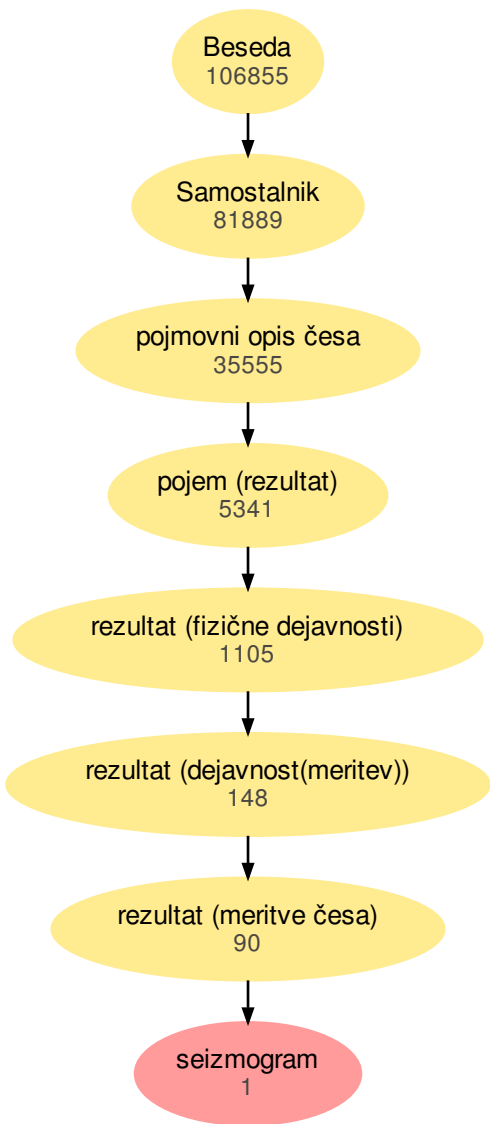 Beseda
106855
Samostalnik
81889
pojmovni opis česa
35555
pojem (rezultat)
5341
rezultat (fizične dejavnosti)
1105
rezultat (dejavnost(meritev))
148
rezultat (meritve česa)
90
seizmogram
1